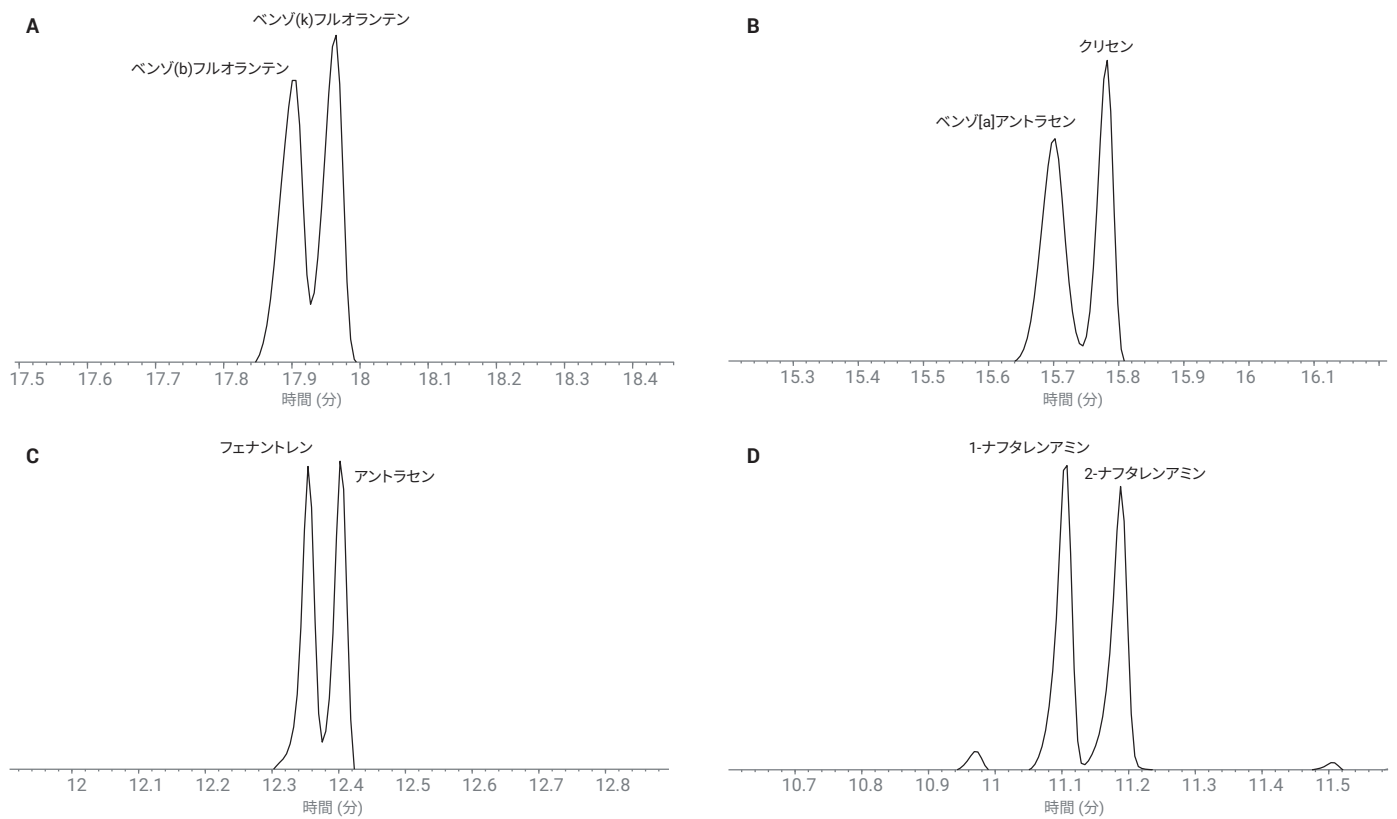 A
ベンゾ(k)フルオランテン
ベンゾ(b)フルオランテン
17.5 17.6 17.7 17.8 17.9 18 18.1 18.2 18.3 18.4
時間 (分)
B
クリセン
ベンゾ[a]アントラセン
15.3 15.4 15.5 15.6 15.7 15.8 15.9 16 16.1
時間 (分)
C
フェナントレン
アントラセン
12 12.1 12.2 12.3 12.4 12.5 12.6 12.7 12.8
時間 (分)
D
1-ナフタレンアミン
2-ナフタレンアミン
10.7 10.8 10.9 11 11.1 11.2 11.3 11.4 11.5
時間 (分)